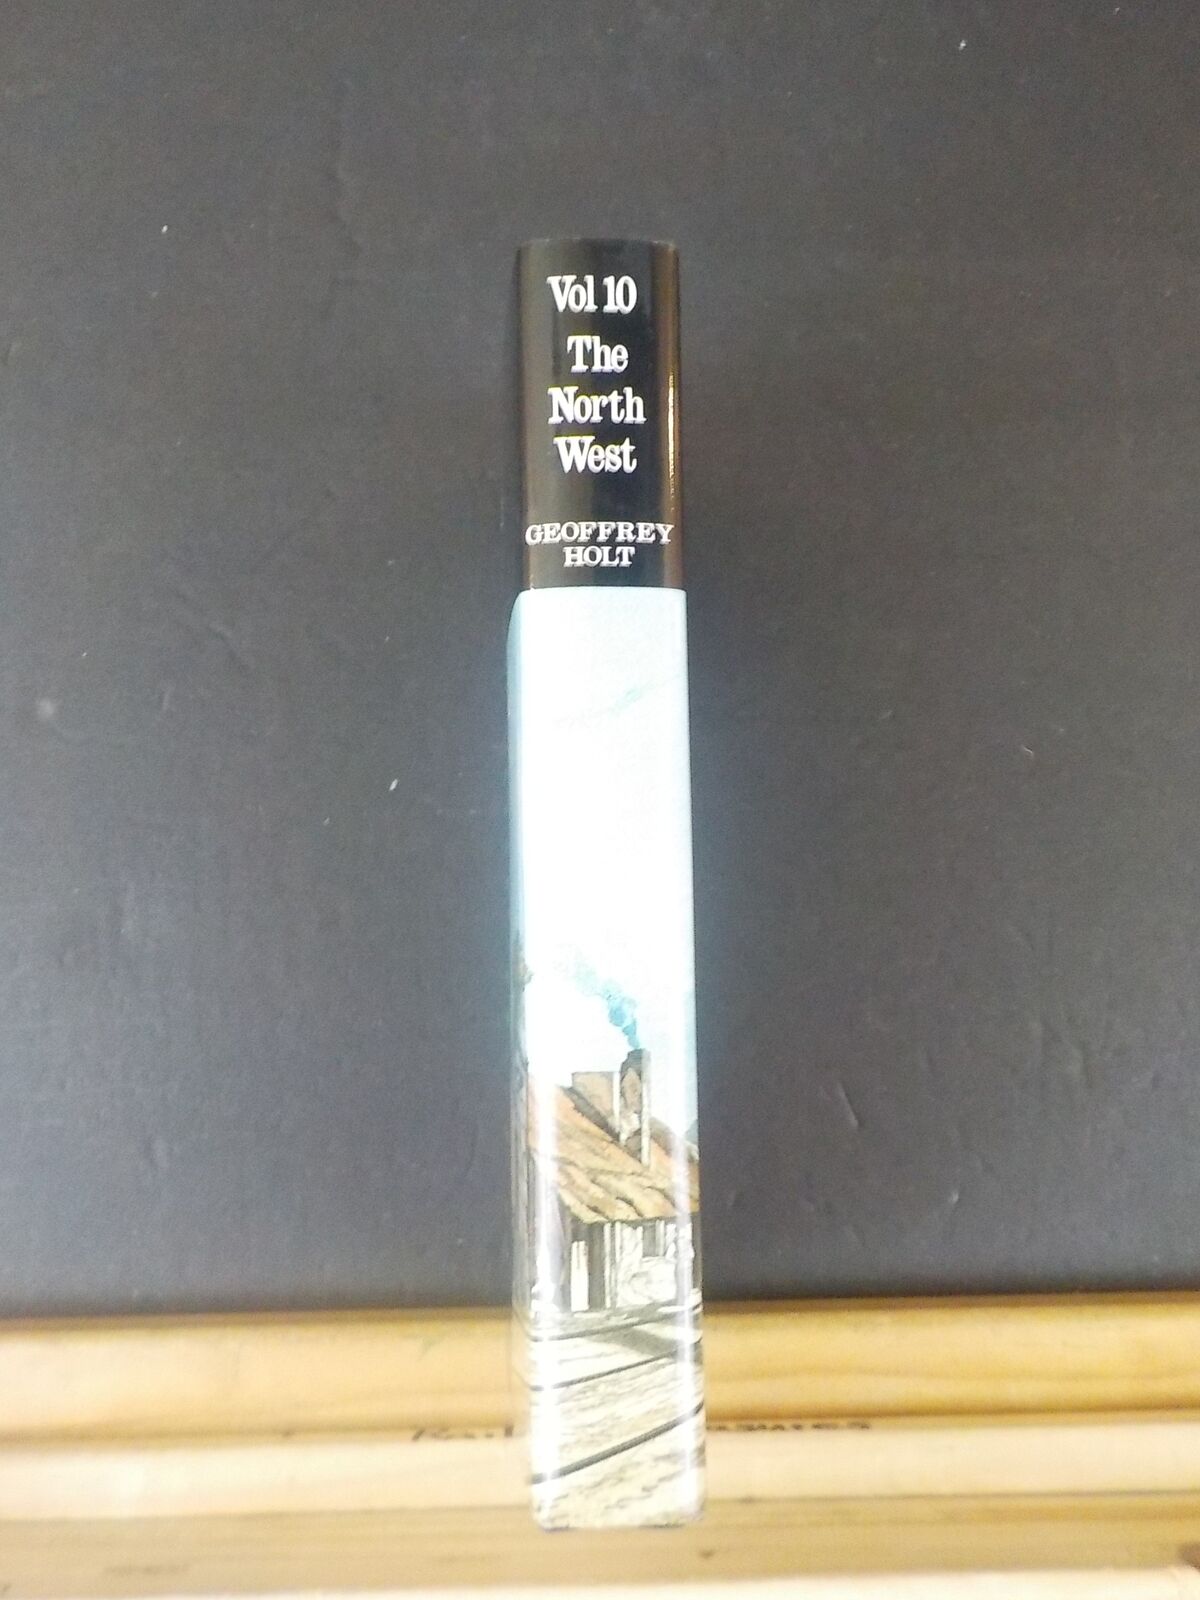 Vol 10
The
North
West
GEOFFREY
HOLT